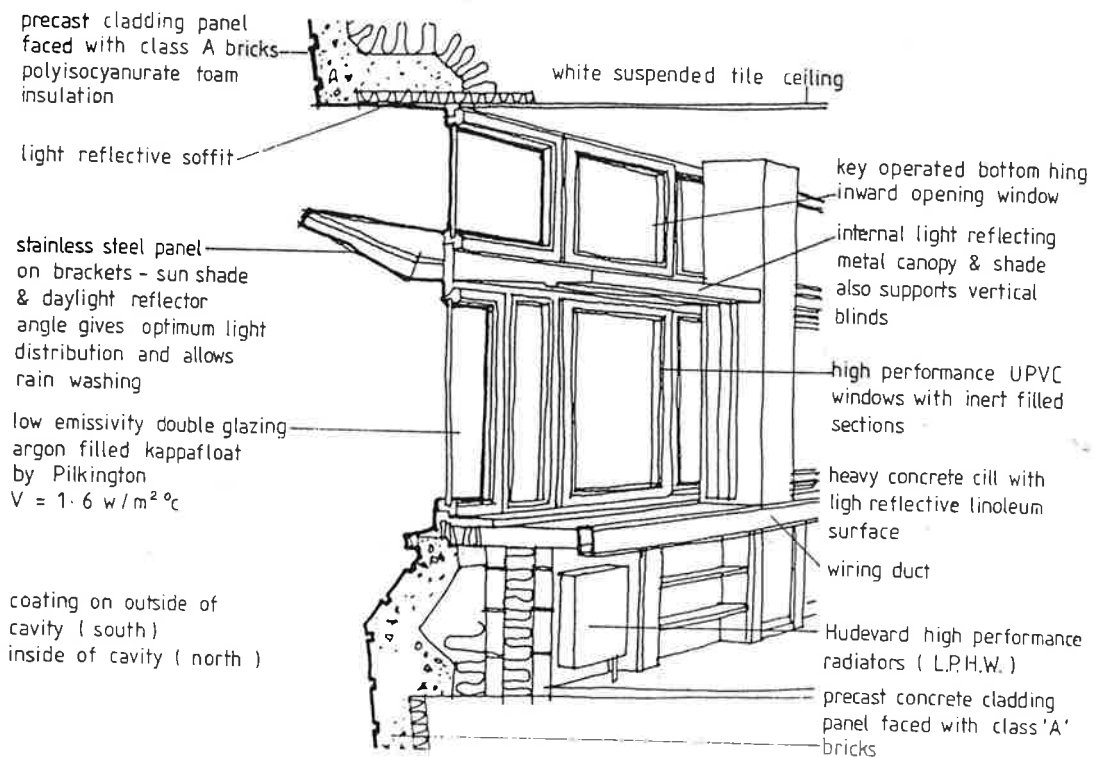 precast cladding panel
faced with class A bricks
polyisocyanurate foam
insulation
light reflective soffit
stainless steel panel
on brackets - sun shade
& daylight reflector
angle gives optimum light
distribution and allows
rain washing
low emissivity double glazing
argon filled kappafloat
by Pilkington
V = 1·6 w/m² °c
coating on outside of
cavity ( south )
inside of cavity ( north )
white suspended tile ceiling
key operated bottom hing
inward opening window
internal light reflecting
metal canopy & shade
also supports vertical
blinds
high performance UPVC
windows with inert filled
sections
heavy concrete cill with
ligh reflective linoleum
surface
wiring duct
Hudevard high performance
radiators ( L.P.H.W. )
precast concrete cladding
panel faced with class 'A'
bricks